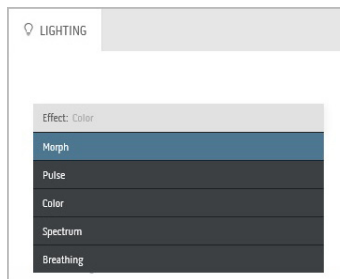 LIGHTING
Effect: Color
Morph
Pulse
Color
Spectrum
Breathing